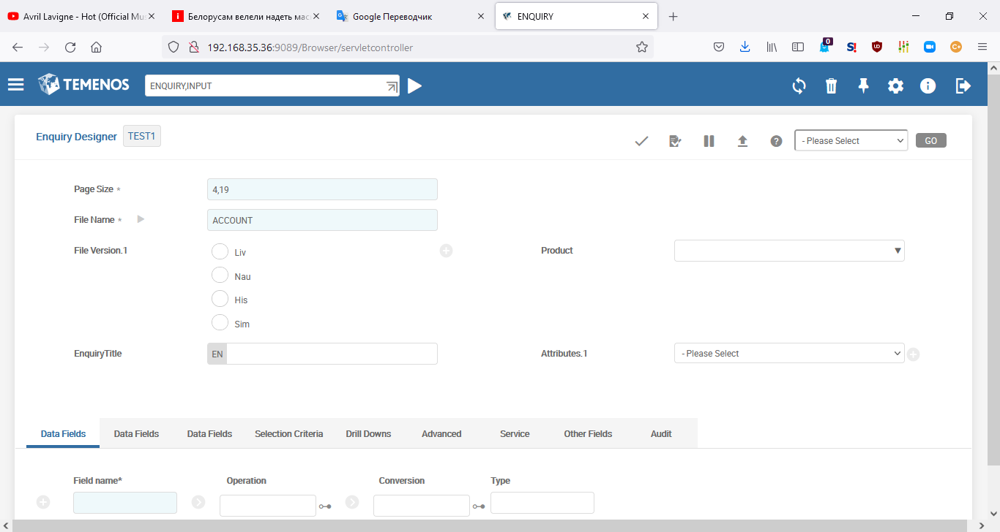 Avril Lavigne - Hot (Official Mus
Белорусам велели надеть мас
Google Переводчик
ENQUIRY
192.168.35.36:9089/Browser/servletcontroller
0
S!
UD
C+
TEMENOS
ENQUIRY,INPUT
Enquiry Designer
TEST1
- Please Select
GO
Page Size *
4,19
File Name *
ACCOUNT
File Version.1
Liv
Product
Nau
His
Sim
EnquiryTitle
EN
Attributes.1
- Please Select
Data Fields
Data Fields
Data Fields
Selection Criteria
Drill Downs
Advanced
Service
Other Fields
Audit
Field name*
Operation
Conversion
Type